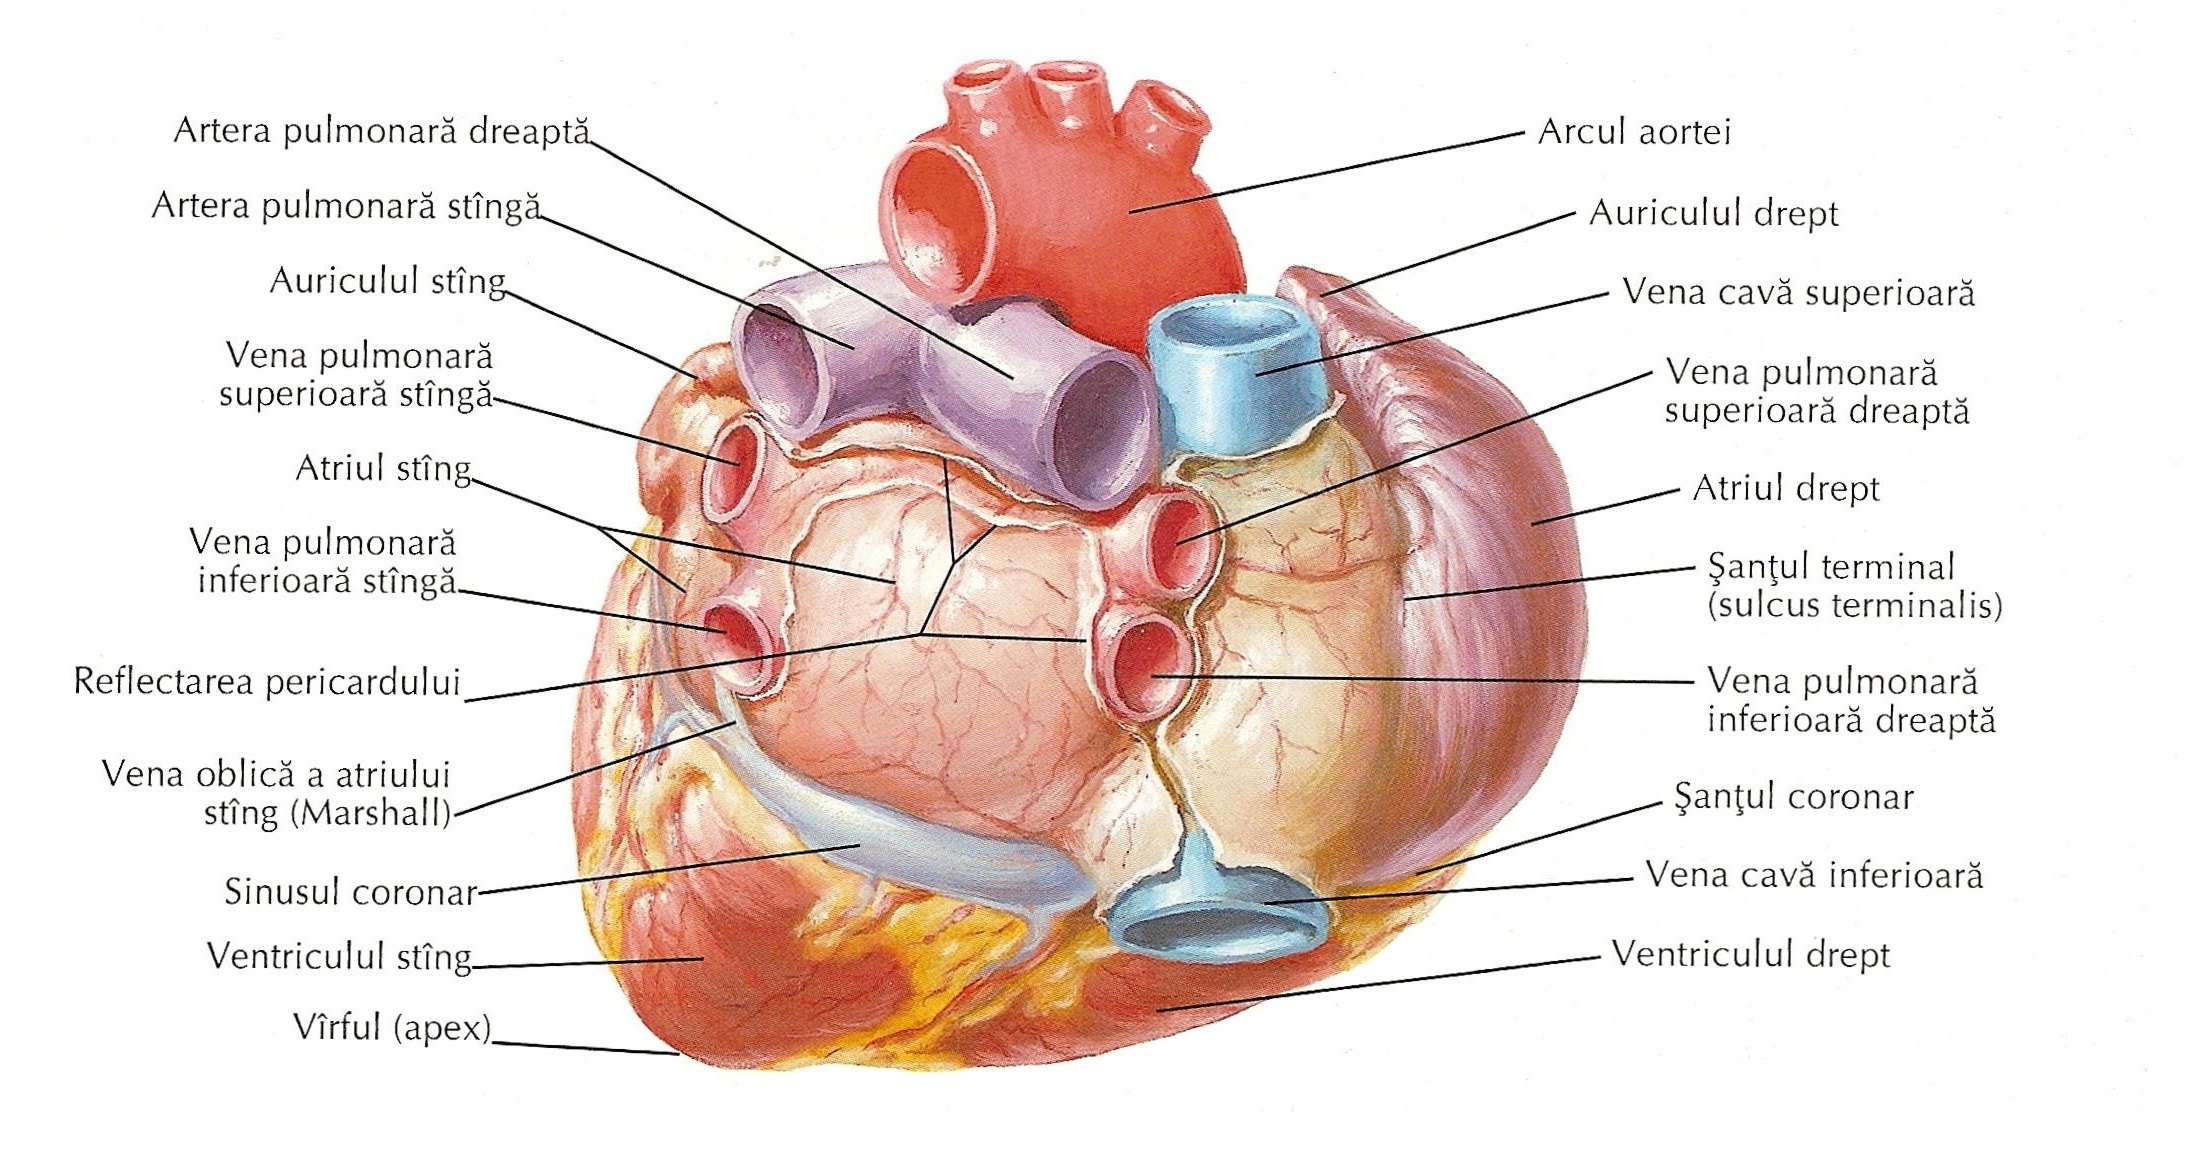 Artera pulmonară dreaptă
Artera pulmonară stîngă
Auriculul stîng
Vena pulmonară
superioară stîngă
Atriul stîng
Vena pulmonară
inferioară stîngă
Reflectarea pericardului
Vena oblică a atriului
stîng (Marshall)
Sinusul coronar
Ventriculul stîng
Vîrful (apex)
Arcul aortei
Auriculul drept
Vena cavă superioară
Vena pulmonară
superioară dreaptă
Atriul drept
Şanţul terminal
(sulcus terminalis)
Vena pulmonară
inferioară dreaptă
Şanţul coronar
Vena cavă inferioară
Ventriculul drept